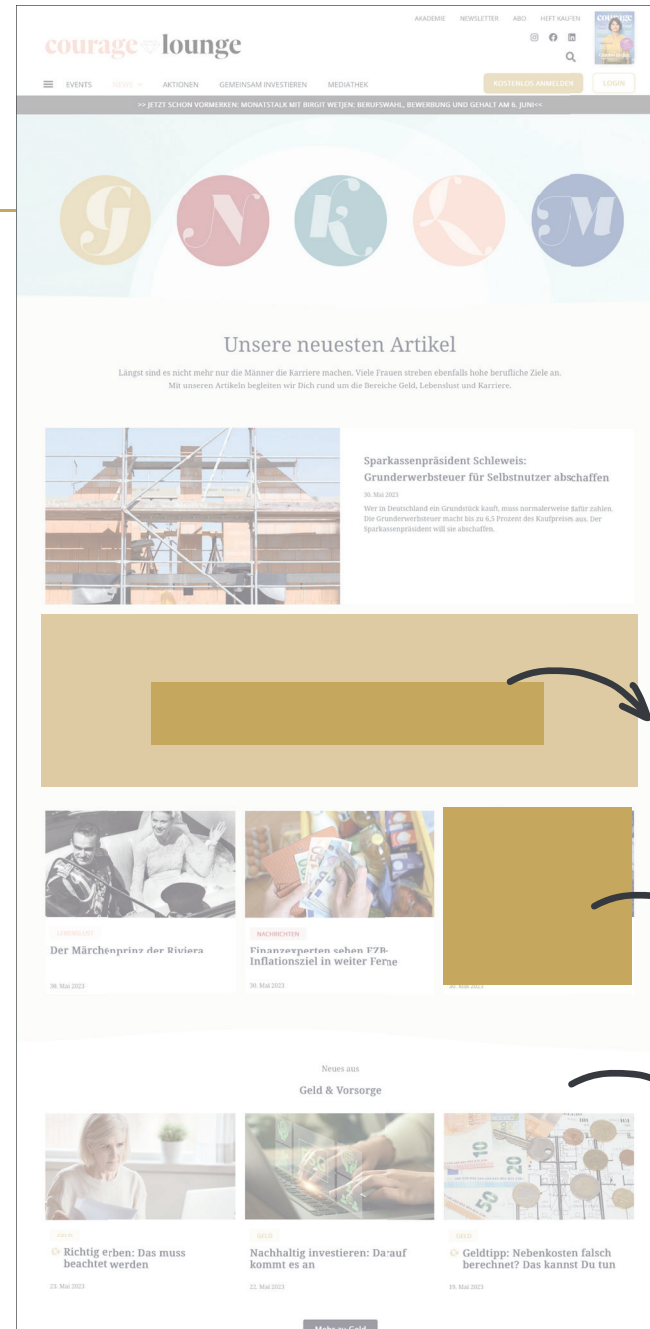 AKADEMIE NEWSLETTER ABO HEFT KAUFEN
courage lounge
courage
EVENTS NEWS AKTIONEN GEMEINSAM INVESTIEREN MEDIATHEK KOSTENLOS ANMELDEN LOGIN
>> JETZT SCHON VORMERKEN: MONATSTALK MIT BIRGIT WETJEN: BERUFSWAHL, BEWERBUNG UND GEHALT AM 6. JUNI<<
G N K L M
Unsere neuesten Artikel
Längst sind es nicht mehr nur die Männer die Karriere machen. Viele Frauen streben ebenfalls hohe berufliche Ziele an.
Mit unseren Artikeln begleiten wir Dich rund um die Bereiche Geld, Lebenslust und Karriere.
Sparkassenpräsident Schleweis:
Grunderwerbsteuer für Selbstnutzer abschaffen
30. Mai 2023
Wer in Deutschland ein Grundstück kauft, muss normalerweise dafür zahlen.
Die Grunderwerbsteuer macht bis zu 6,5 Prozent des Kaufpreises aus. Der
Sparkassenpräsident will sie abschaffen.
LEBENSLUST
Der Märchenprinz der Riviera
30. Mai 2023
NACHRICHTEN
Finanzexperten sehen EZB-
Inflationsziel in weiter Ferne
30. Mai 2023
30. Mai 2023
Neues aus
Geld & Vorsorge
Richtig erben: Das muss
beachtet werden
23. Mai 2023
GELD
Nachhaltig investieren: Darauf
kommt es an
22. Mai 2023
GELD
Geldtipp: Nebenkosten falsch
berechnet? Das kannst Du tun
19. Mai 2023
Mehr zu Geld